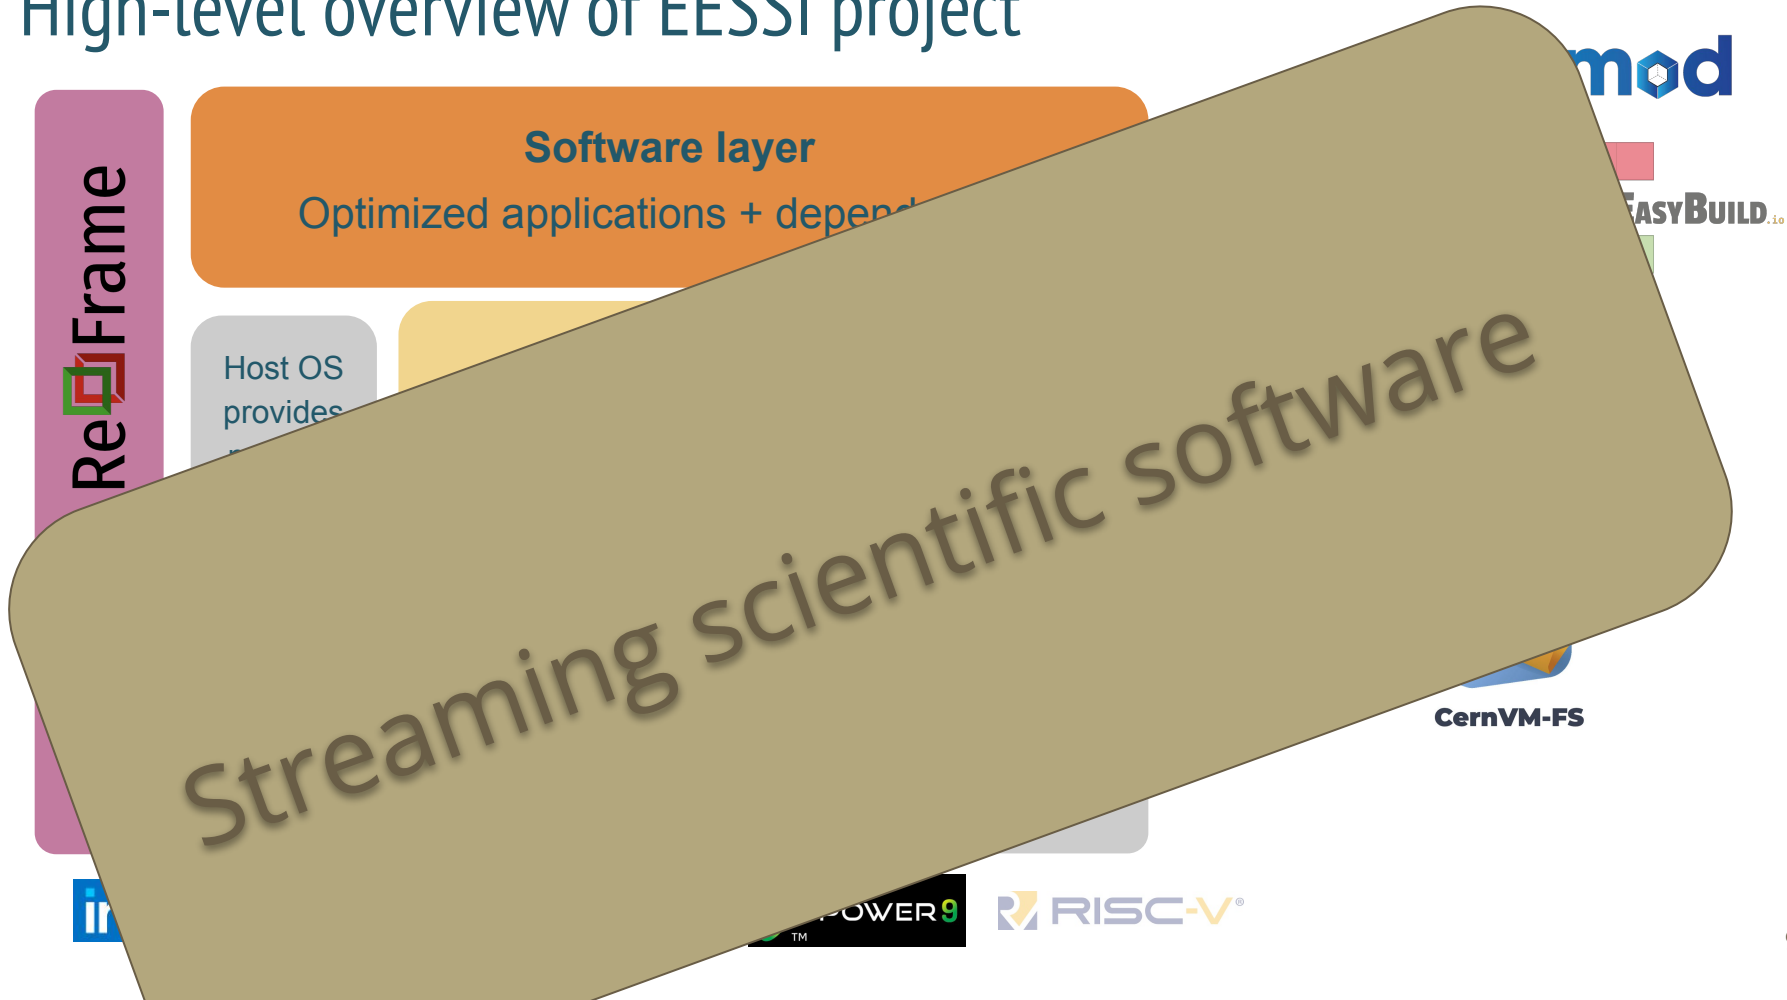 High-level overview of EESSI project
mod
Software layer
Optimized applications +
ReFrame
EASYBUILD.io
Host OS
provides
Streaming scientific software
CernVM-FS
POWER9
TM
RISC-V®